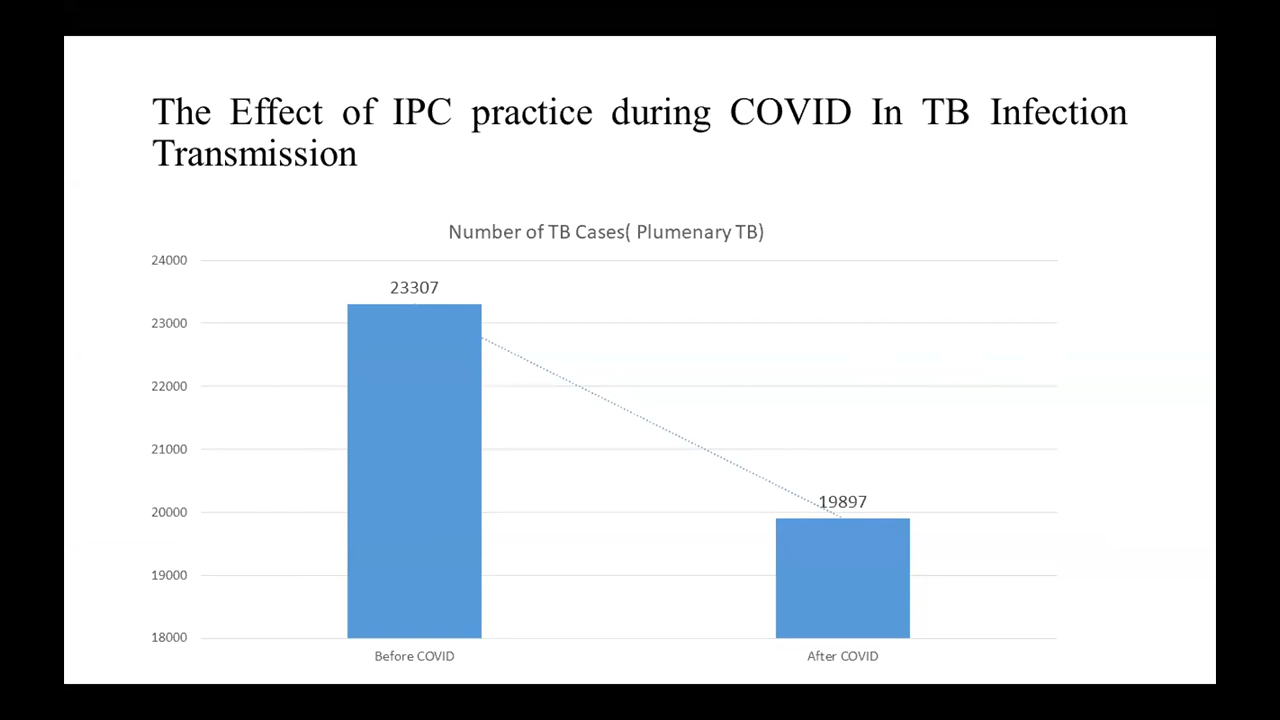 The Effect of IPC practice during COVID In TB Infection
Transmission
Number of TB Cases( Plumenary TB)
24000
23307
23000
22000
21000
19897
20000
19000
18000
Before COVID
After COVID